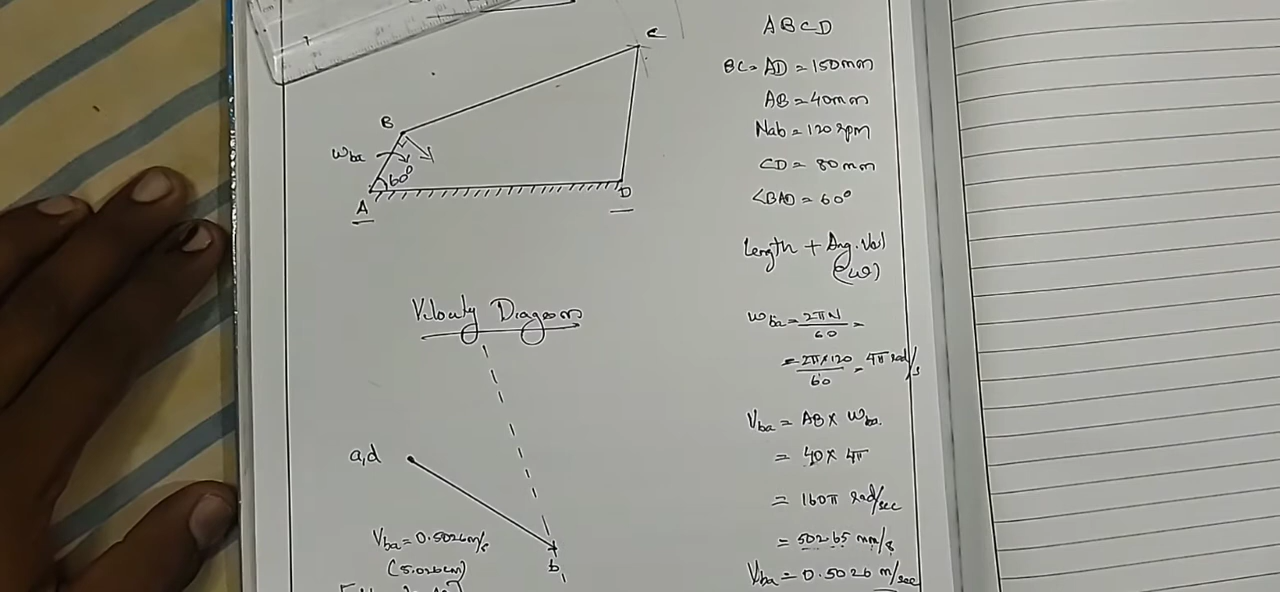 C
B
ωba
60°
A
D
Velocity Diagram
a,d
b
Vba = 0.5026m/s
(5.026cm)
ABCD
BC = AD = 150mm
AB = 40mm
Nab = 120 rpm
CD = 80mm
∠BAD = 60°
Length + Ang. Vel
(ω)
ωba = 2πN/60 =
= 2π×120/60 = 4π rad/s
Vba = AB × ωba
= 40 × 4π
= 160π rad/sec
= 502.65 mm/s
Vba = 0.5026 m/sec